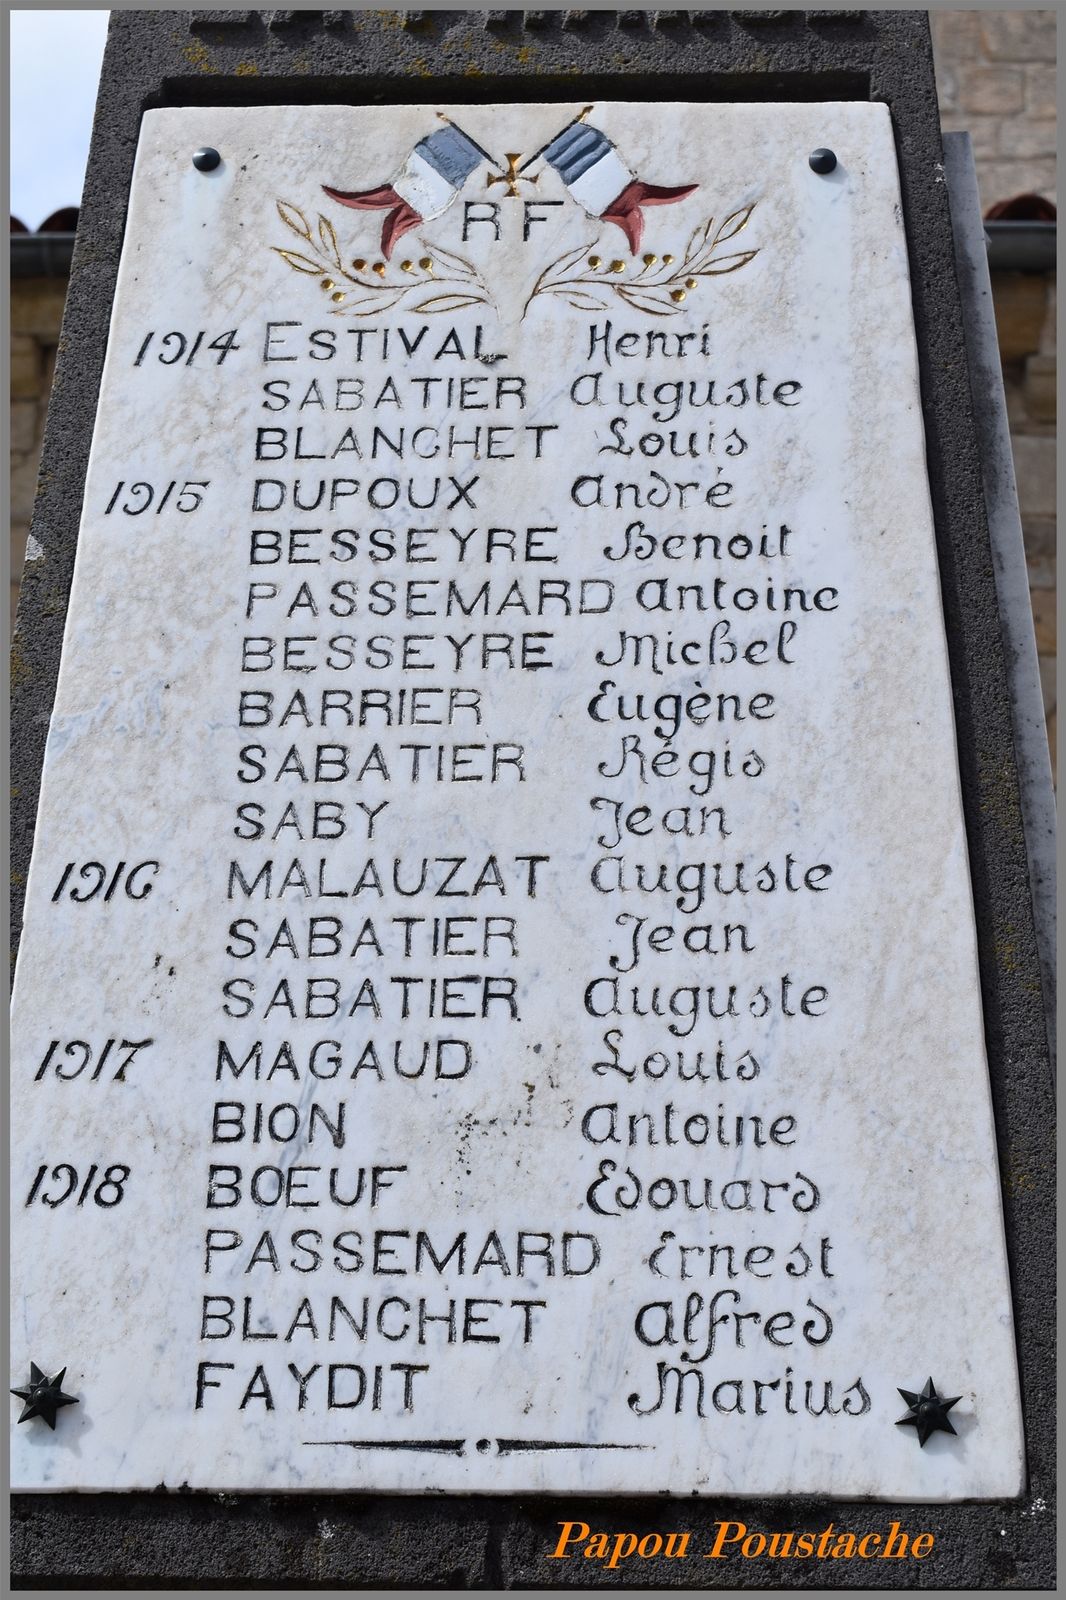 RF
1914 ESTIVAL Henri
SABATIER Auguste
BLANCHET Louis
1915 DUPOUX André
BESSEYRE Benoit
PASSEMARD Antoine
BESSEYRE Michel
BARRIER Eugène
SABATIER Régis
SABY Jean
1916 MALAUZAT Auguste
SABATIER Jean
SABATIER Auguste
1917 MAGAUD Louis
BION Antoine
1918 BOEUF Edouard
PASSEMARD Ernest
BLANCHET Alfred
FAYDIT Marius
Papou Poustache